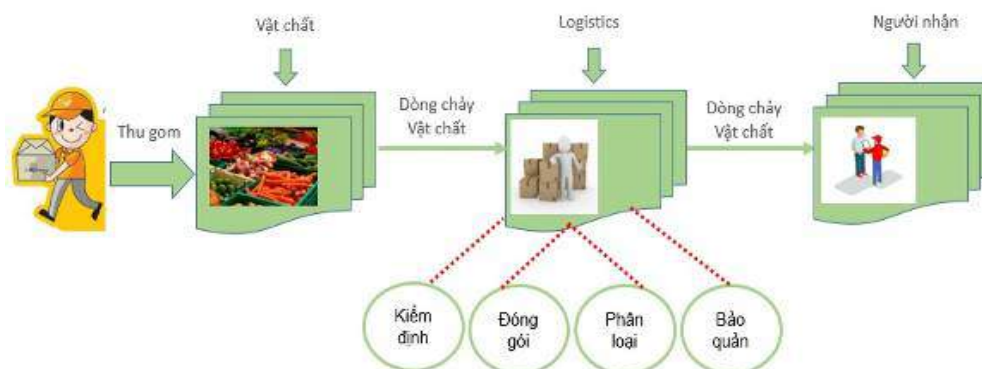 Vật chất
Logistics
Người nhận
Thu gom
Dòng chảy
Vật chất
Dòng chảy
Vật chất
Kiểm
định
Đóng
gói
Phân
loại
Bảo
quản